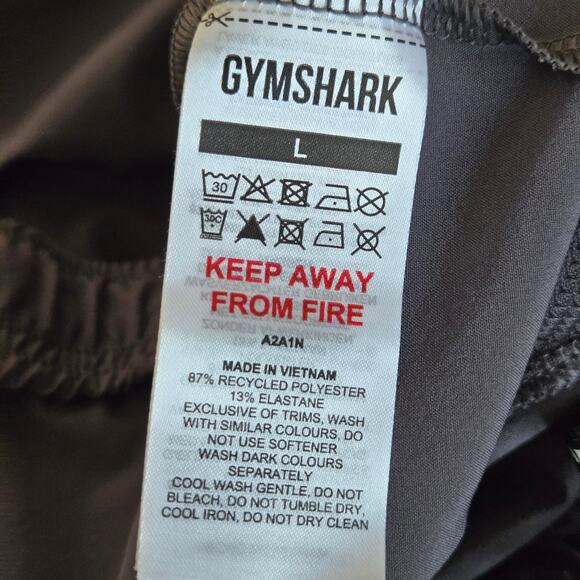 GYMSHARK
L
30
30C
KEEP AWAY
FROM FIRE
A2A1N
MADE IN VIETNAM
87% RECYCLED POLYESTER
13% ELASTANE
EXCLUSIVE OF TRIMS, WASH
WITH SIMILAR COLOURS, DO
NOT USE SOFTENER
WASH DARK COLOURS
SEPARATELY
COOL WASH GENTLE, DO NOT
BLEACH, DO NOT TUMBLE DRY,
COOL IRON, DO NOT DRY CLEAN